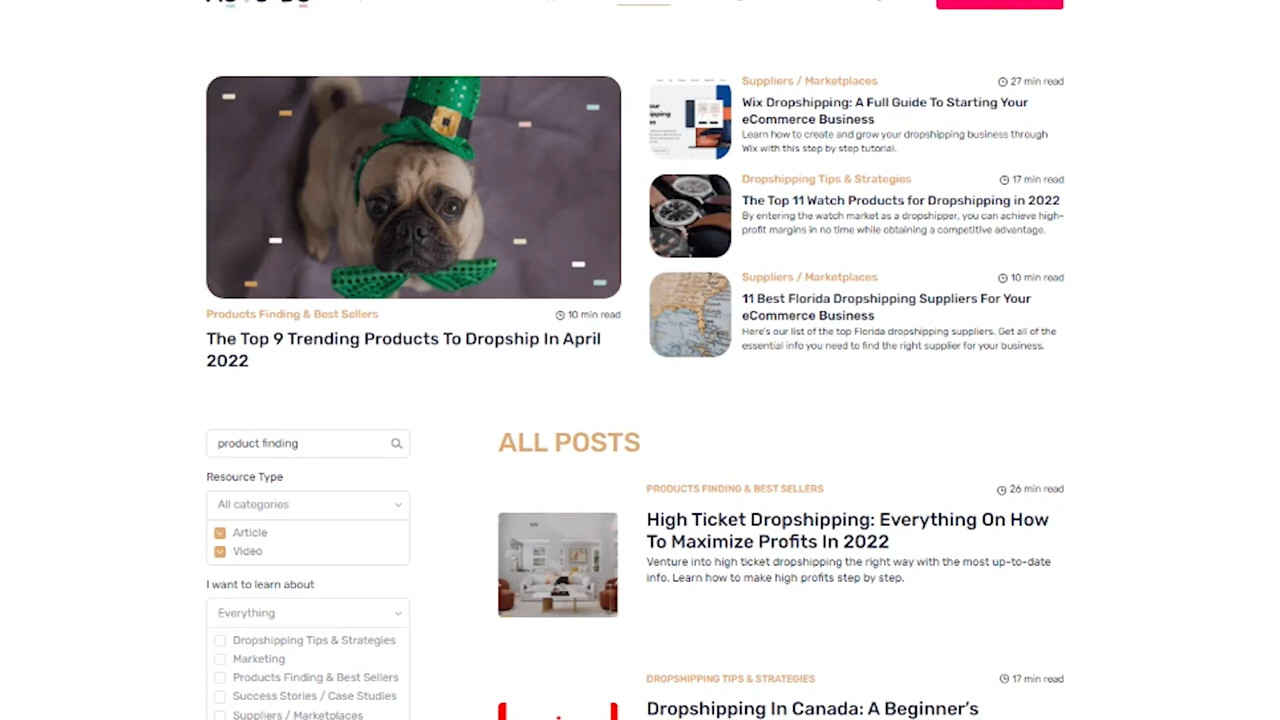 Products Finding & Best Sellers
10 min read
The Top 9 Trending Products To Dropship In April
2022
Suppliers / Marketplaces
27 min read
Wix Dropshipping: A Full Guide To Starting Your
eCommerce Business
Learn how to create and grow your dropshipping business through
Wix with this step by step tutorial.
Dropshipping Tips & Strategies
17 min read
The Top 11 Watch Products for Dropshipping in 2022
By entering the watch market as a dropshipper, you can achieve high-
profit margins in no time while obtaining a competitive advantage.
Suppliers / Marketplaces
10 min read
11 Best Florida Dropshipping Suppliers For Your
eCommerce Business
Here's our list of the top Florida dropshipping suppliers. Get all of the
essential info you need to find the right supplier for your business.
product finding
Resource Type
All categories
Article
Video
I want to learn about
Everything
Dropshipping Tips & Strategies
Marketing
Products Finding & Best Sellers
Success Stories / Case Studies
Suppliers / Marketplaces
ALL POSTS
PRODUCTS FINDING & BEST SELLERS
26 min read
High Ticket Dropshipping: Everything On How
To Maximize Profits In 2022
Venture into high ticket dropshipping the right way with the most up-to-date
info. Learn how to make high profits step by step.
DROPSHIPPING TIPS & STRATEGIES
17 min read
Dropshipping In Canada: A Beginner's